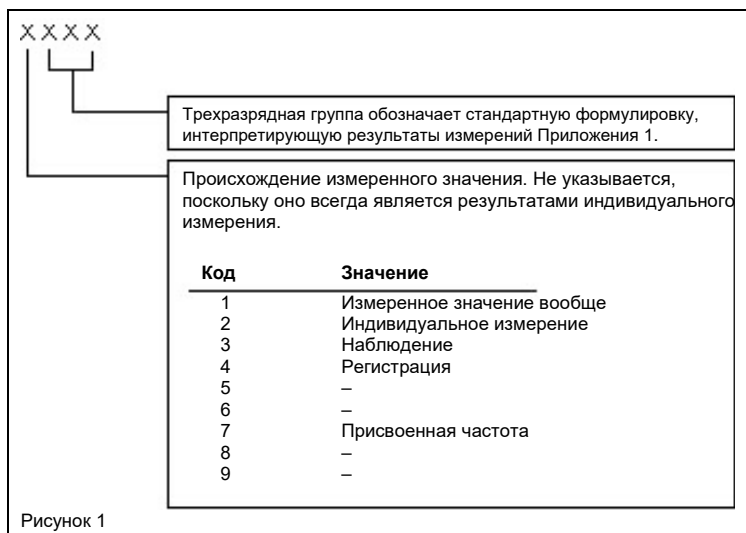 X X X X
Трехразрядная группа обозначает стандартную формулировку,
интерпретирующую результаты измерений Приложения 1.
Происхождение измеренного значения. Не указывается,
поскольку оно всегда является результатами индивидуального
измерения.
Код Значение
1 Измеренное значение вообще
2 Индивидуальное измерение
3 Наблюдение
4 Регистрация
5 –
6 –
7 Присвоенная частота
8 –
9 –
Рисунок 1